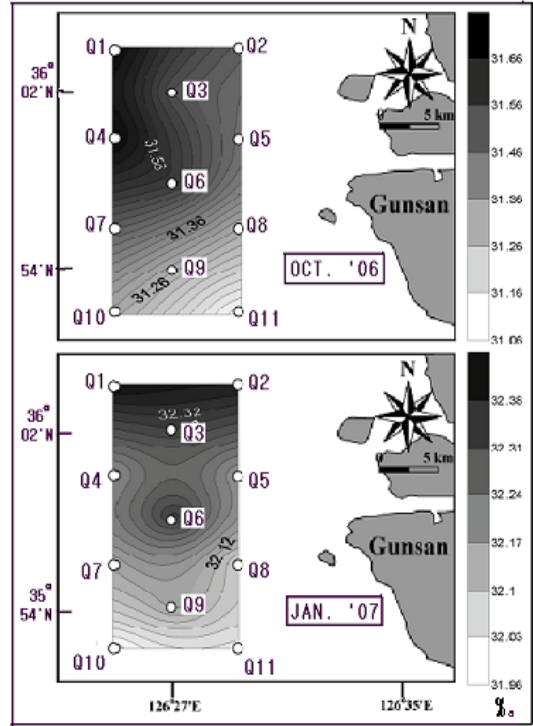 Q1
Q2
N
31.66
36°
02'N
Q3
31.56
0 5 km
Q4
Q5
31.56
31.46
Q6
31.36
Gunsan
Q7
Q8
31.36
31.26
Q9
54'N
OCT. '06
31.26
31.16
Q10
Q11
31.06
Q1
Q2
N
32.38
36°
02'N
32.32
Q3
32.31
0 5 km
Q4
Q5
32.24
Q6
32.17
32.12
Gunsan
Q7
Q8
32.1
35°
54'N
Q9
JAN. '07
32.03
Q10
Q11
31.96
126°27'E
126°35'E